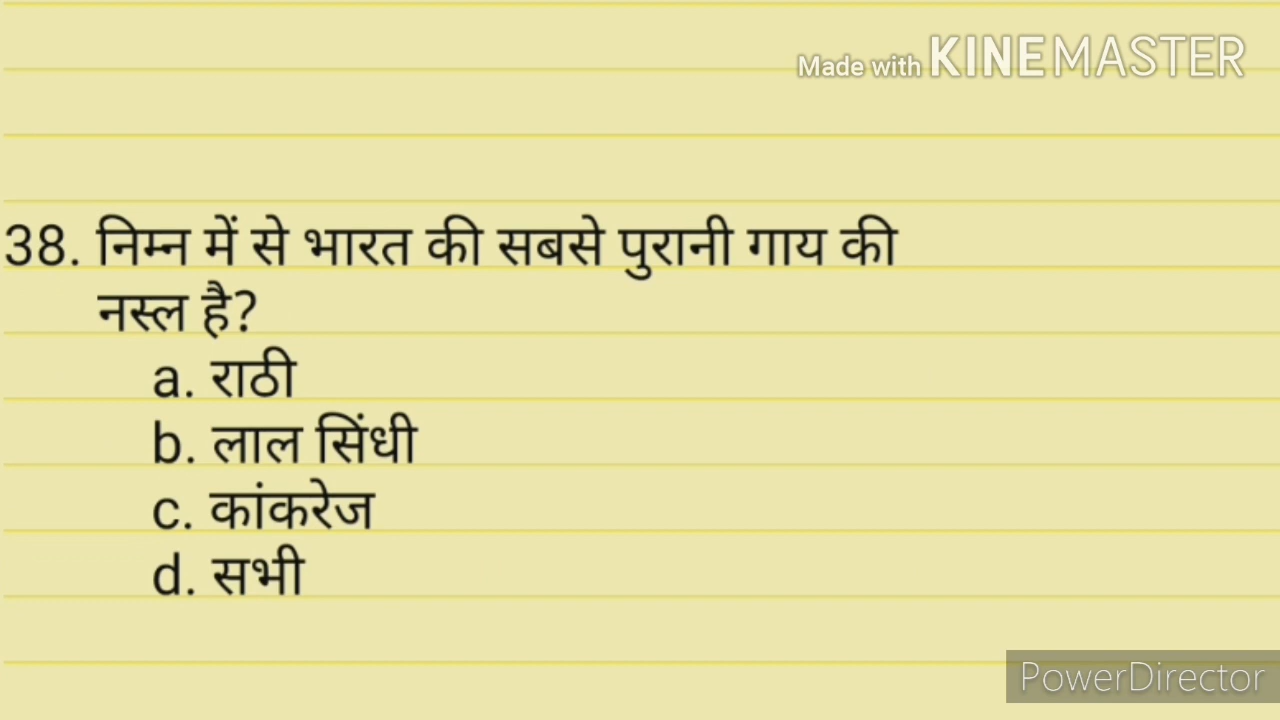 Made with KINEMASTER
38. निम्न में से भारत की सबसे पुरानी गाय की
नस्ल है?
a. राठी
b. लाल सिंधी
c. कांकरेज
d. सभी
PowerDirector